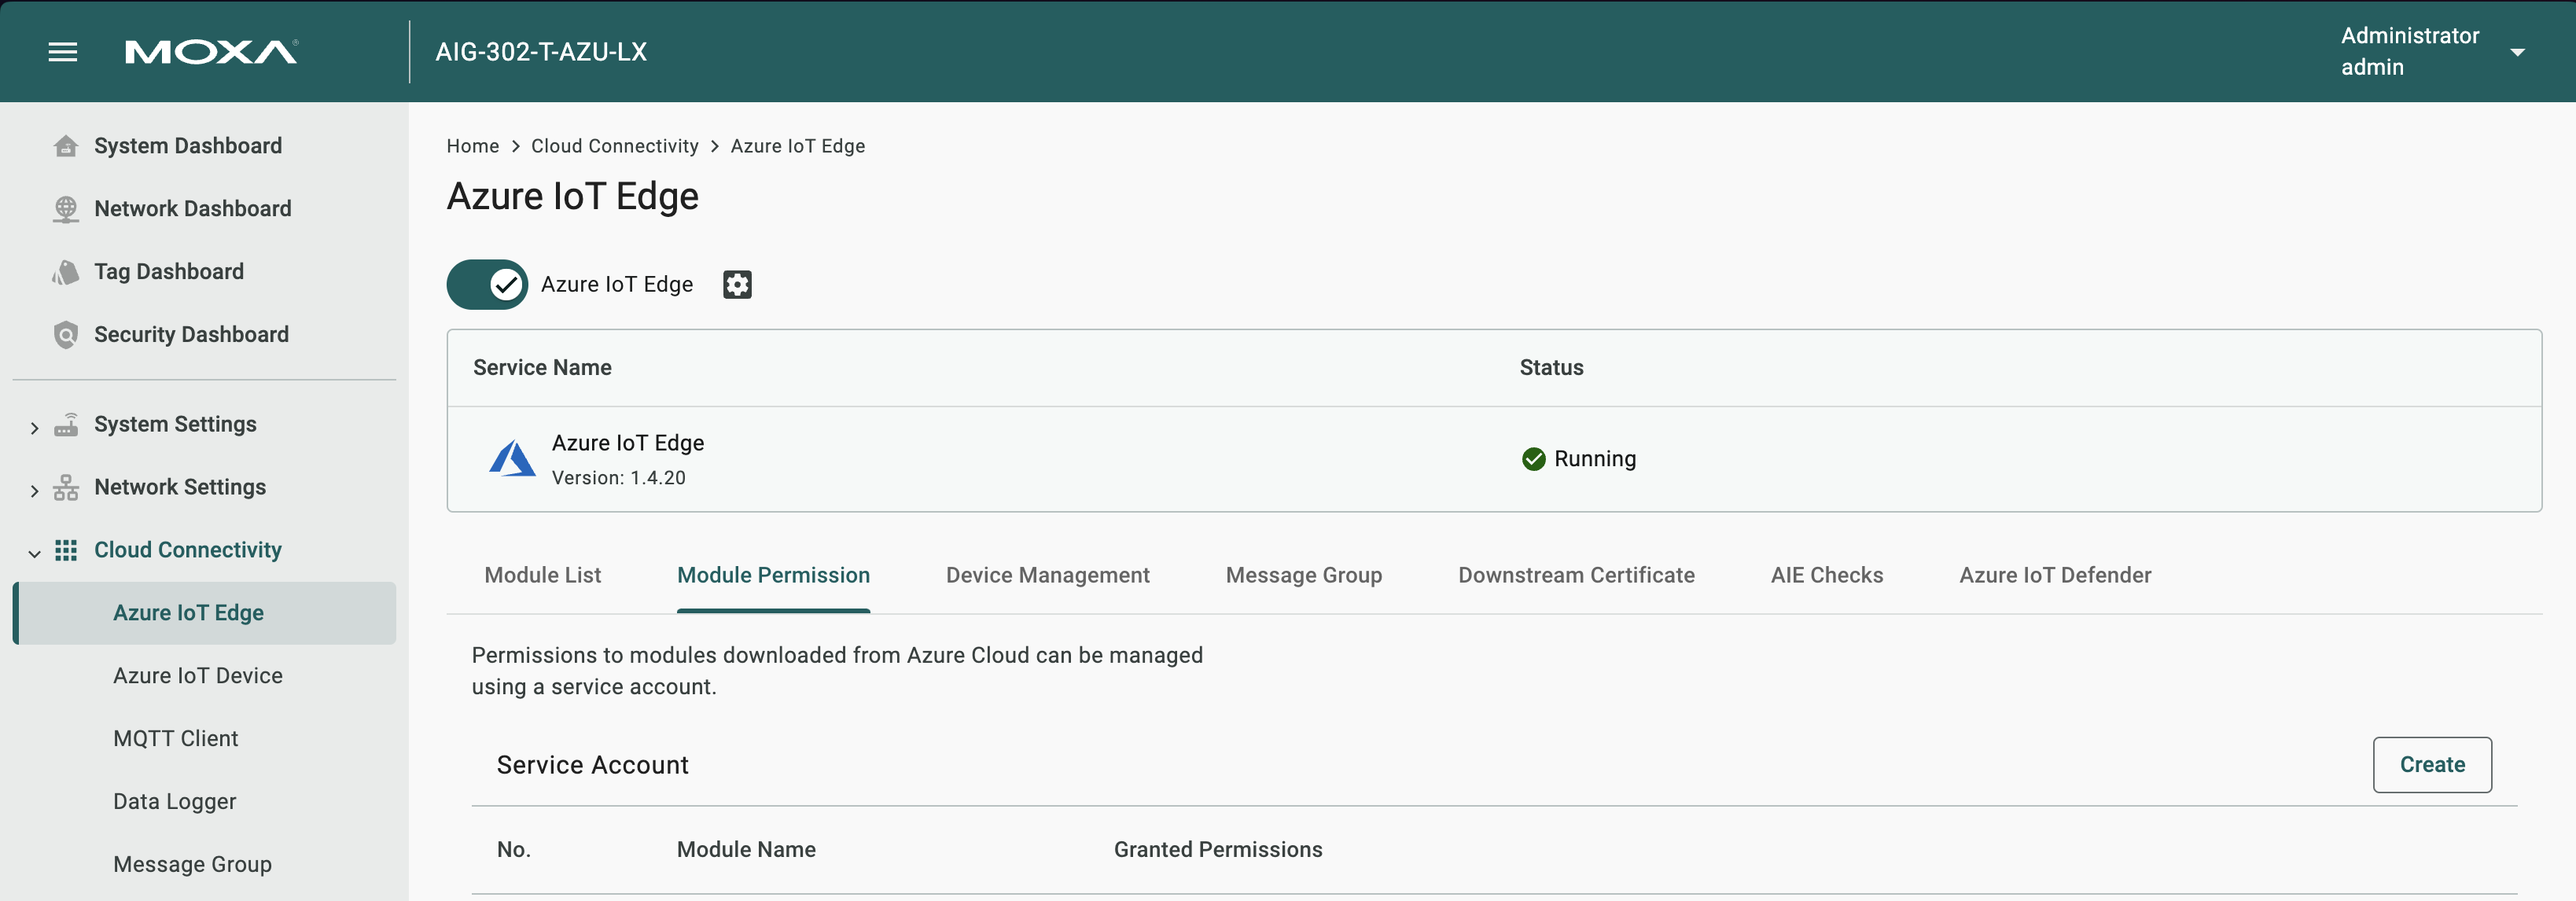 MOXA
AIG-302-T-AZU-LX
Administrator
admin
System Dashboard
Network Dashboard
Tag Dashboard
Security Dashboard
System Settings
Network Settings
Cloud Connectivity
Azure IoT Edge
Azure IoT Device
MQTT Client
Data Logger
Message Group
Home > Cloud Connectivity > Azure IoT Edge
Azure IoT Edge
Azure IoT Edge
Service Name Status
Azure IoT Edge
Version: 1.4.20
Running
Module List Module Permission Device Management Message Group Downstream Certificate AIE Checks Azure IoT Defender
Permissions to modules downloaded from Azure Cloud can be managed
using a service account.
Service Account
Create
No. Module Name Granted Permissions